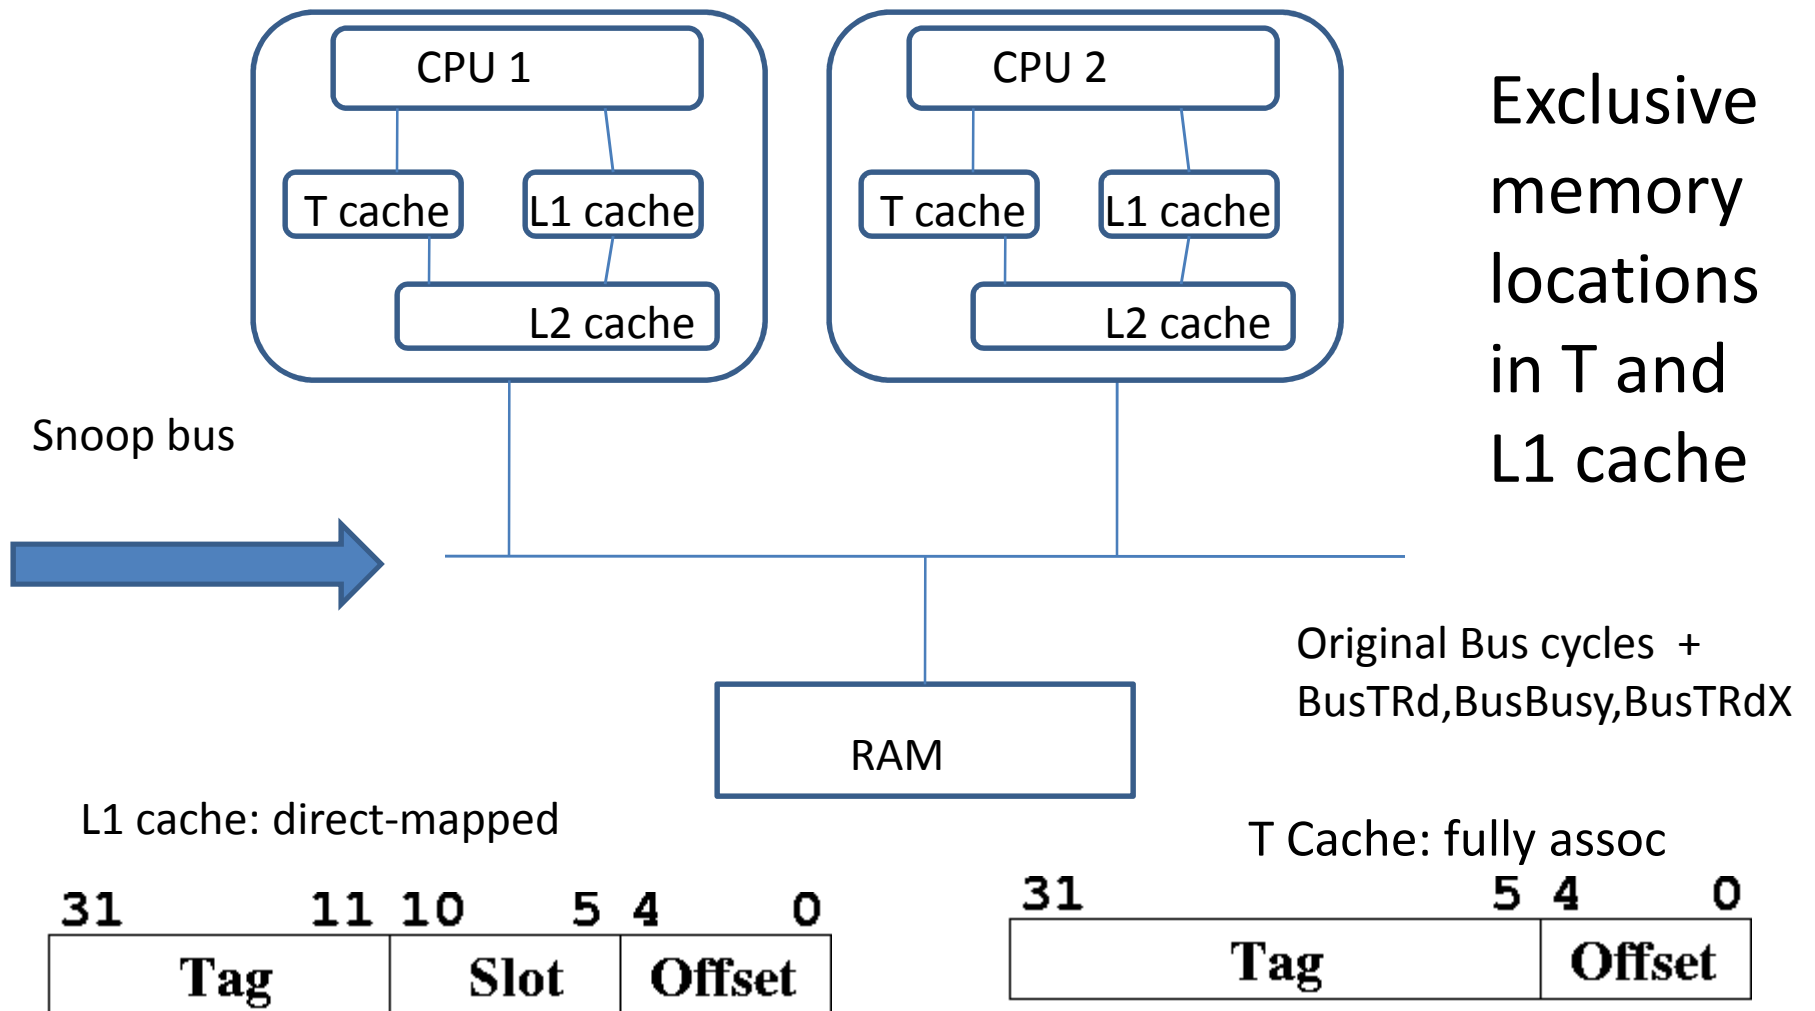 CPU 1
CPU 2
T cache
L1 cache
L2 cache
T cache
L1 cache
L2 cache
Exclusive
memory
locations
in T and
L1 cache
Snoop bus
Original Bus cycles +
BusTRd,BusBusy,BusTRdX
RAM
L1 cache: direct-mapped
31 11 10 5 4 0
Tag Slot Offset
T Cache: fully assoc
31 5 4 0
Tag Offset